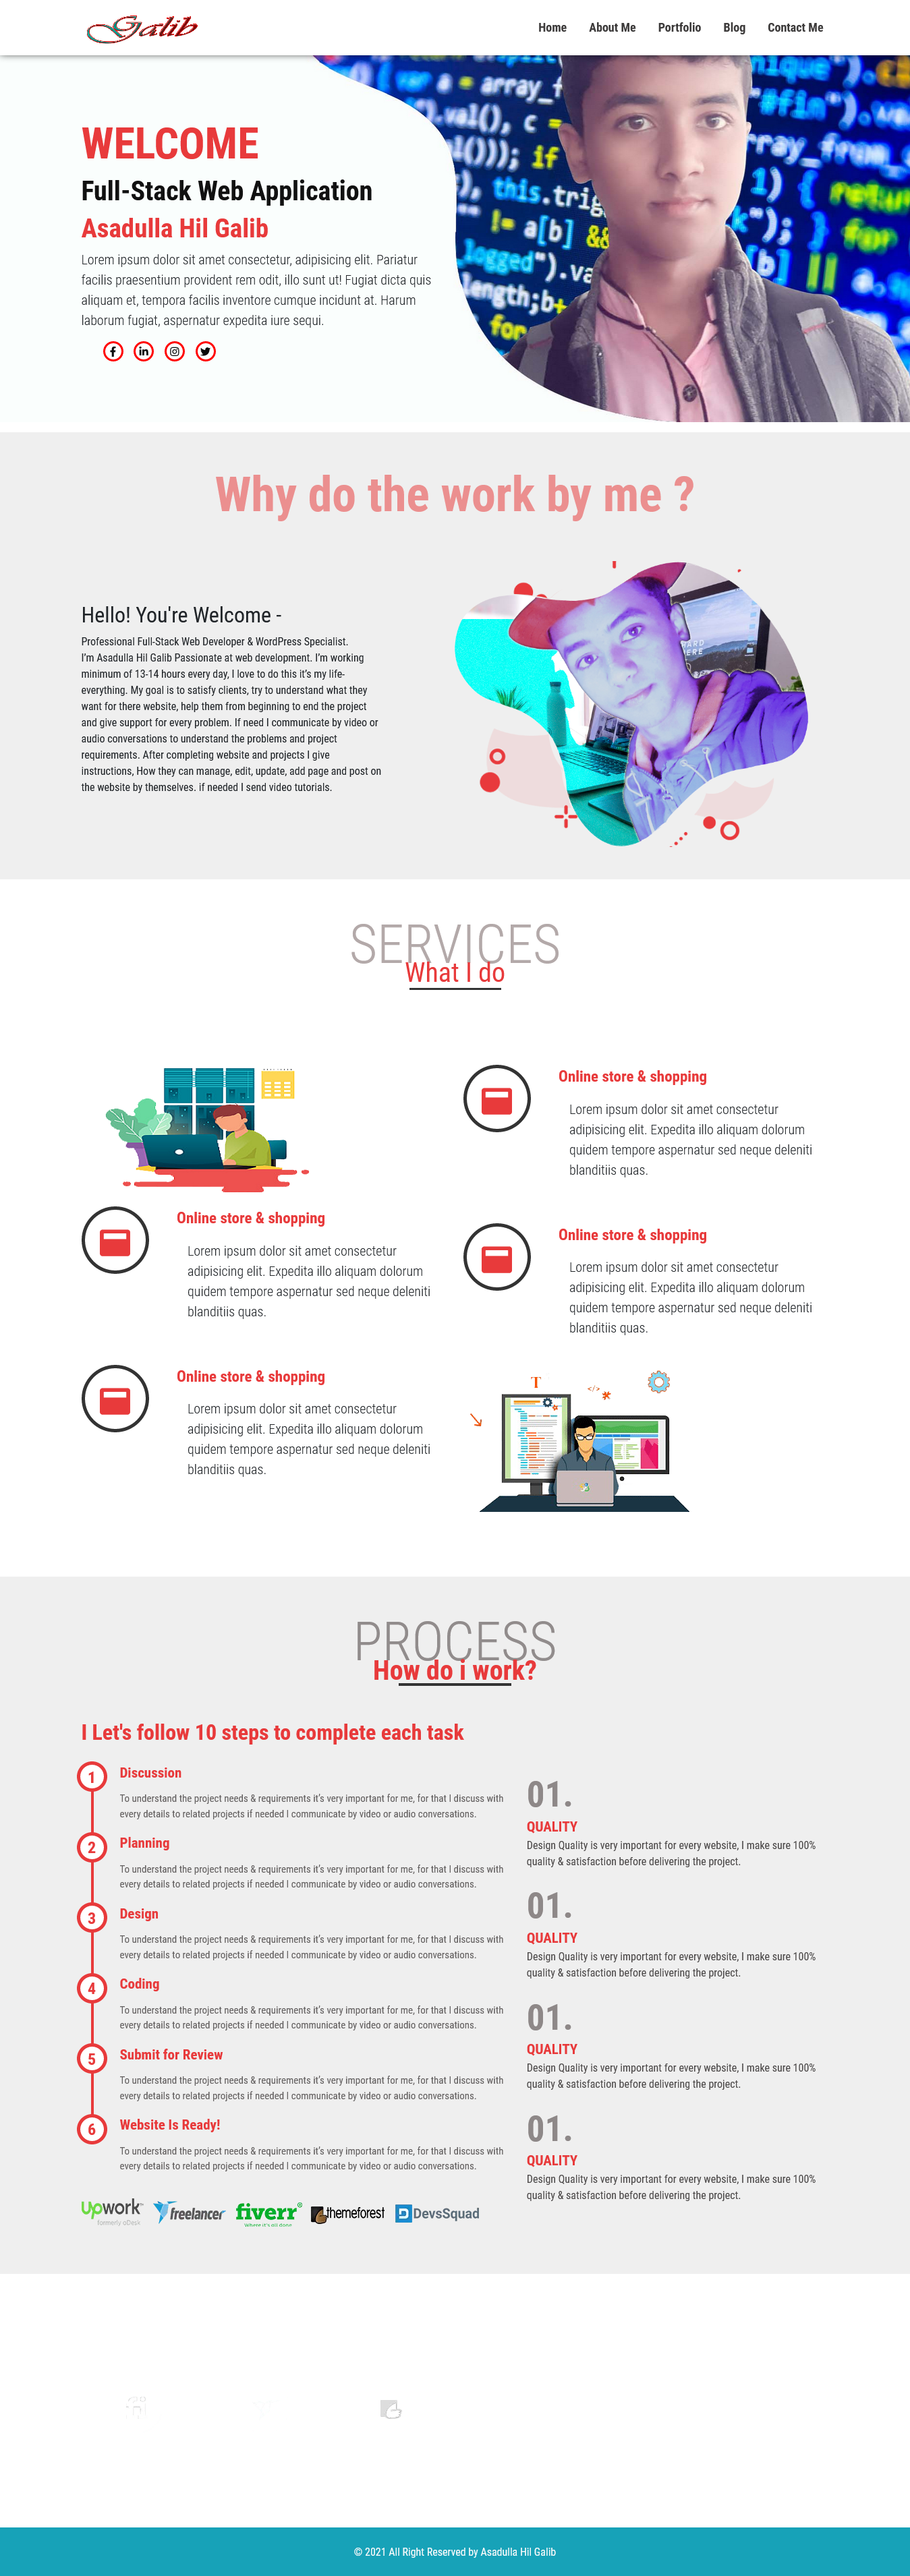 Galib
Home About Me Portfolio Blog Contact Me
WELCOME
Full-Stack Web Application
Asadulla Hil Galib
Lorem ipsum dolor sit amet consectetur, adipisicing elit. Pariatur
facilis praesentium provident rem odit, illo sunt ut! Fugiat dicta quis
aliquam et, tempora facilis inventore cumque incidunt at. Harum
laborum fugiat, aspernatur expedita iure sequi.
Why do the work by me ?
Hello! You're Welcome -
Professional Full-Stack Web Developer & WordPress Specialist.
I'm Asadulla Hil Galib Passionate at web development. I'm working
minimum of 13-14 hours every day, I love to do this it's my life-
everything. My goal is to satisfy clients, try to understand what they
want for there website, help them from beginning to end the project
and give support for every problem. If need I communicate by video or
audio conversations to understand the problems and project
requirements. After completing website and projects I give
instructions, How they can manage, edit, update, add page and post on
the website by themselves. if needed I send video tutorials.
SERVICES
What I do
Online store & shopping
Lorem ipsum dolor sit amet consectetur
adipisicing elit. Expedita illo aliquam dolorum
quidem tempore aspernatur sed neque deleniti
blanditiis quas.
Online store & shopping
Lorem ipsum dolor sit amet consectetur
adipisicing elit. Expedita illo aliquam dolorum
quidem tempore aspernatur sed neque deleniti
blanditiis quas.
Online store & shopping
Lorem ipsum dolor sit amet consectetur
adipisicing elit. Expedita illo aliquam dolorum
quidem tempore aspernatur sed neque deleniti
blanditiis quas.
Online store & shopping
Lorem ipsum dolor sit amet consectetur
adipisicing elit. Expedita illo aliquam dolorum
quidem tempore aspernatur sed neque deleniti
blanditiis quas.
PROCESS
How do i work?
I Let's follow 10 steps to complete each task
1 Discussion
To understand the project needs & requirements it's very important for me, for that I discuss with
every details to related projects if needed I communicate by video or audio conversations.
2 Planning
To understand the project needs & requirements it's very important for me, for that I discuss with
every details to related projects if needed I communicate by video or audio conversations.
3 Design
To understand the project needs & requirements it's very important for me, for that I discuss with
every details to related projects if needed I communicate by video or audio conversations.
4 Coding
To understand the project needs & requirements it's very important for me, for that I discuss with
every details to related projects if needed I communicate by video or audio conversations.
5 Submit for Review
To understand the project needs & requirements it's very important for me, for that I discuss with
every details to related projects if needed I communicate by video or audio conversations.
6 Website Is Ready!
To understand the project needs & requirements it's very important for me, for that I discuss with
every details to related projects if needed I communicate by video or audio conversations.
01.
QUALITY
Design Quality is very important for every website, I make sure 100%
quality & satisfaction before delivering the project.
01.
QUALITY
Design Quality is very important for every website, I make sure 100%
quality & satisfaction before delivering the project.
01.
QUALITY
Design Quality is very important for every website, I make sure 100%
quality & satisfaction before delivering the project.
01.
QUALITY
Design Quality is very important for every website, I make sure 100%
quality & satisfaction before delivering the project.
upwork freelancer fiverr themeforest DevsSquad
formerly oDesk
© 2021 All Right Reserved by Asadulla Hil Galib